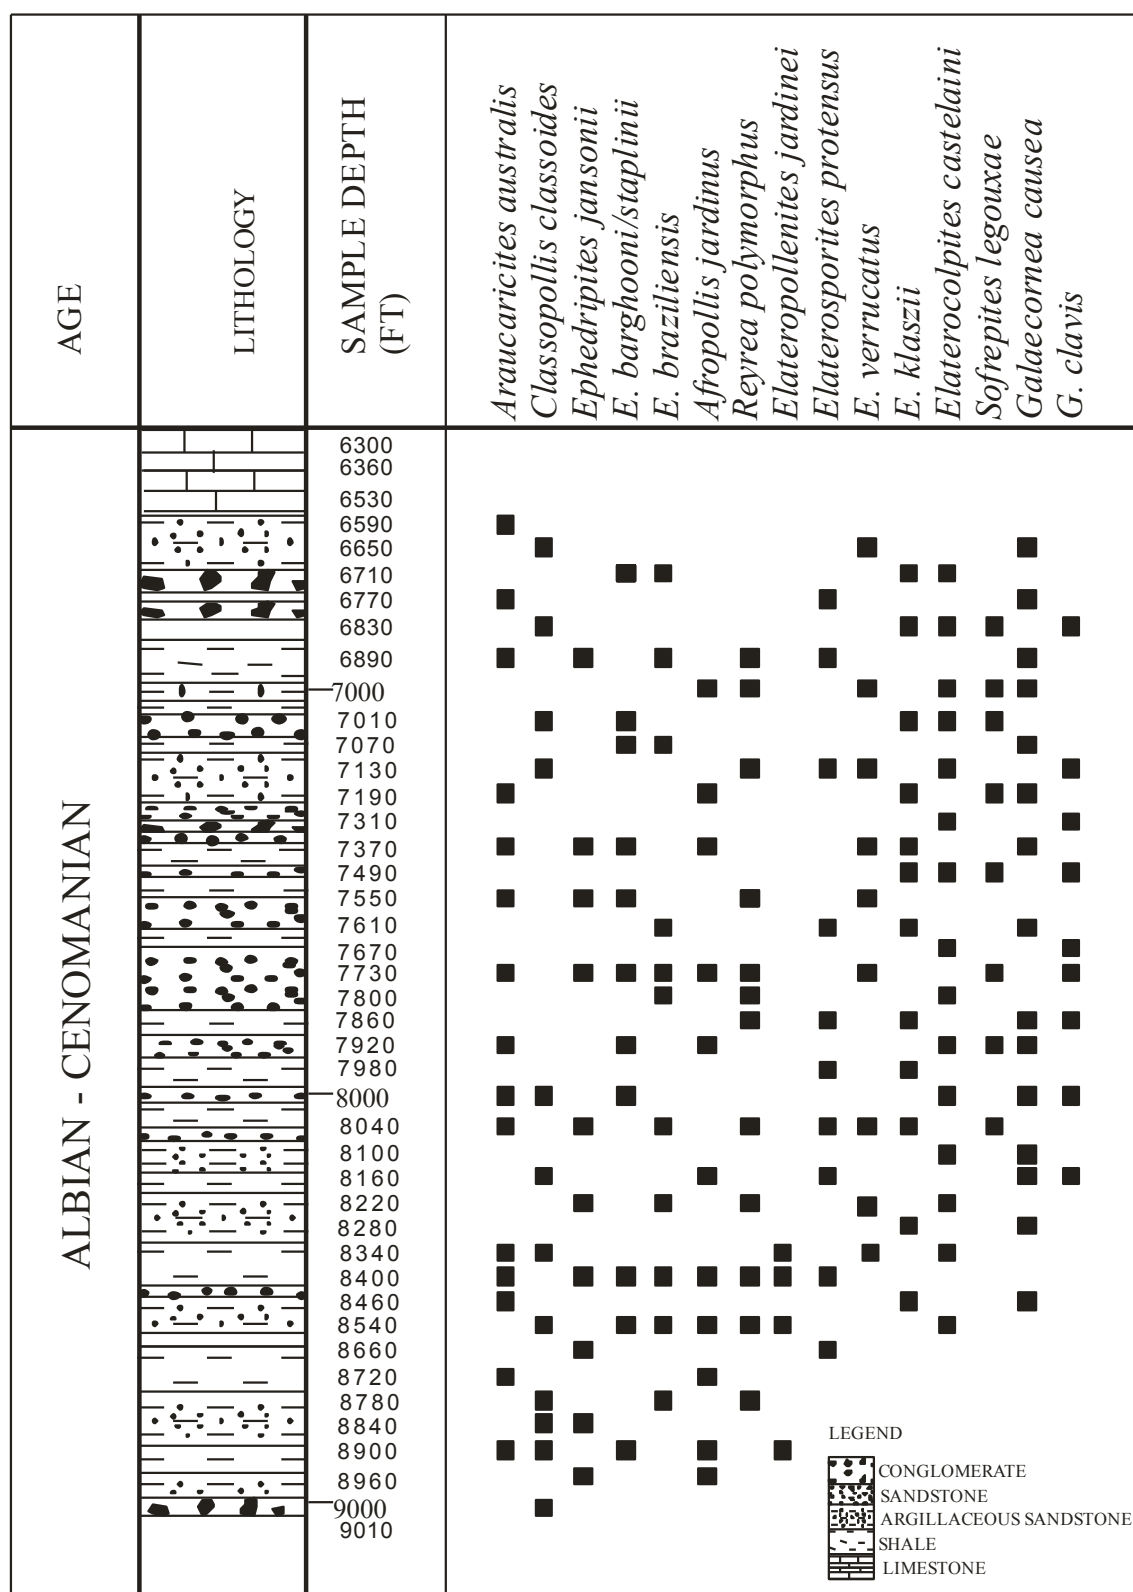 AGE
LITHOLOGY
SAMPLE DEPTH
(FT)
Araucaricites australis
Classopollis classoides
Ephedripites jansonii
E. barghooni/staplinii
E. braziliensis
Afropollis jardinus
Reyrea polymorphus
Elateropollenites jardinei
Elaterosporites protensus
E. verrucatus
E. klaszii
Elaterocolpites castelaini
Sofrepites legouxae
Galaecornea causea
G. clavis
ALBIAN - CENOMANIAN
6300
6360
6530
6590
6650
6710
6770
6830
6890
7000
7010
7070
7130
7190
7310
7370
7490
7550
7610
7670
7730
7800
7860
7920
7980
8000
8040
8100
8160
8220
8280
8340
8400
8460
8540
8660
8720
8780
8840
8900
8960
9000
9010
LEGEND
CONGLOMERATE
SANDSTONE
ARGILLACEOUS SANDSTONE
SHALE
LIMESTONE